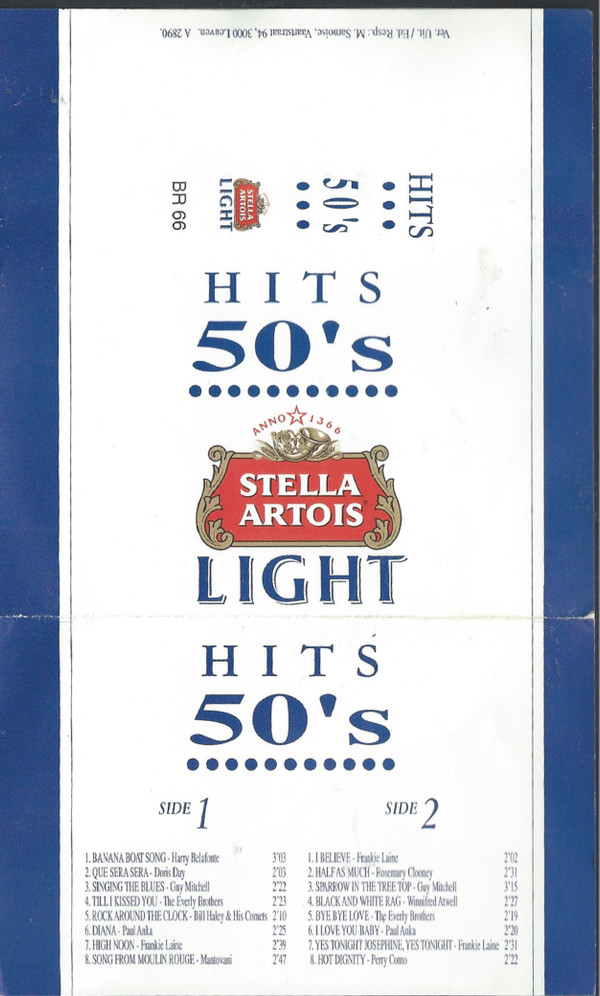 Ver. Uit. / Ed. Resp.: M. Sanoise, Vaartstraat 94, 3000 Leuven. A 2890.
HITS
50's
STELLA
ARTOIS
LIGHT
BR 66
HITS
50's
ANNO 1366
STELLA
ARTOIS
LIGHT
HITS
50's
SIDE 1
1. BANANA BOAT SONG - Harry Belafonte 3'03
2. QUE SERA SERA - Doris Day 2'03
3. SINGING THE BLUES - Guy Mitchell 2'22
4. TILL I KISSED YOU - The Everly Brothers 2'23
5. ROCK AROUND THE CLOCK - Bill Haley & His Comets 2'10
6. DIANA - Paul Anka 2'25
7. HIGH NOON - Frankie Laine 2'39
8. SONG FROM MOULIN ROUGE - Mantovani 2'47
SIDE 2
1. I BELIEVE - Frankie Laine 2'02
2. HALF AS MUCH - Rosemary Clooney 2'31
3. SPARROW IN THE TREE TOP - Guy Mitchell 3'15
4. BLACK AND WHITE RAG - Winnifred Atwell 2'27
5. BYE BYE LOVE - The Everly Brothers 2'19
6. I LOVE YOU BABY - Paul Anka 2'20
7. YES TONIGHT JOSEPHINE, YES TONIGHT - Frankie Laine 2'31
8. HOT DIGNITY - Perry Como 2'22